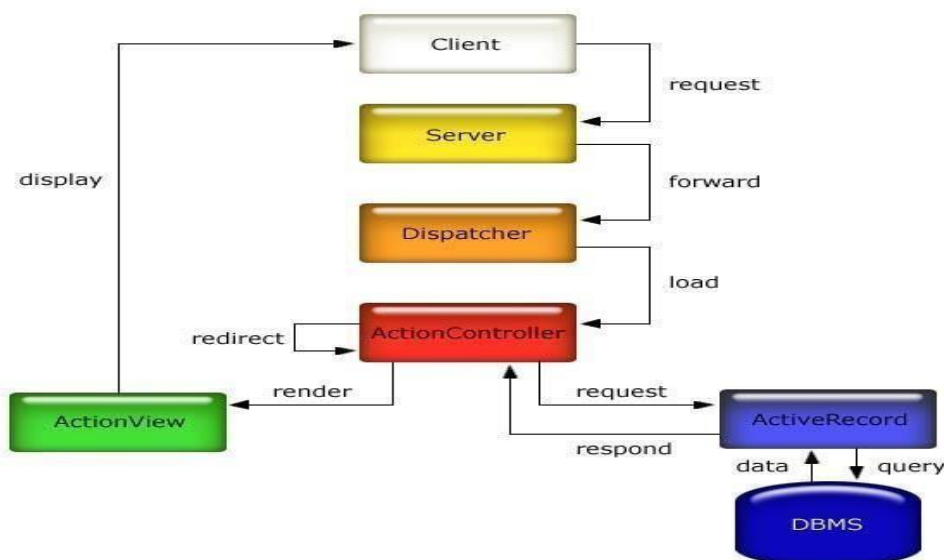 Client
request
Server
display
forward
Dispatcher
load
ActionController
redirect
render
request
ActionView
ActiveRecord
respond
data
query
DBMS